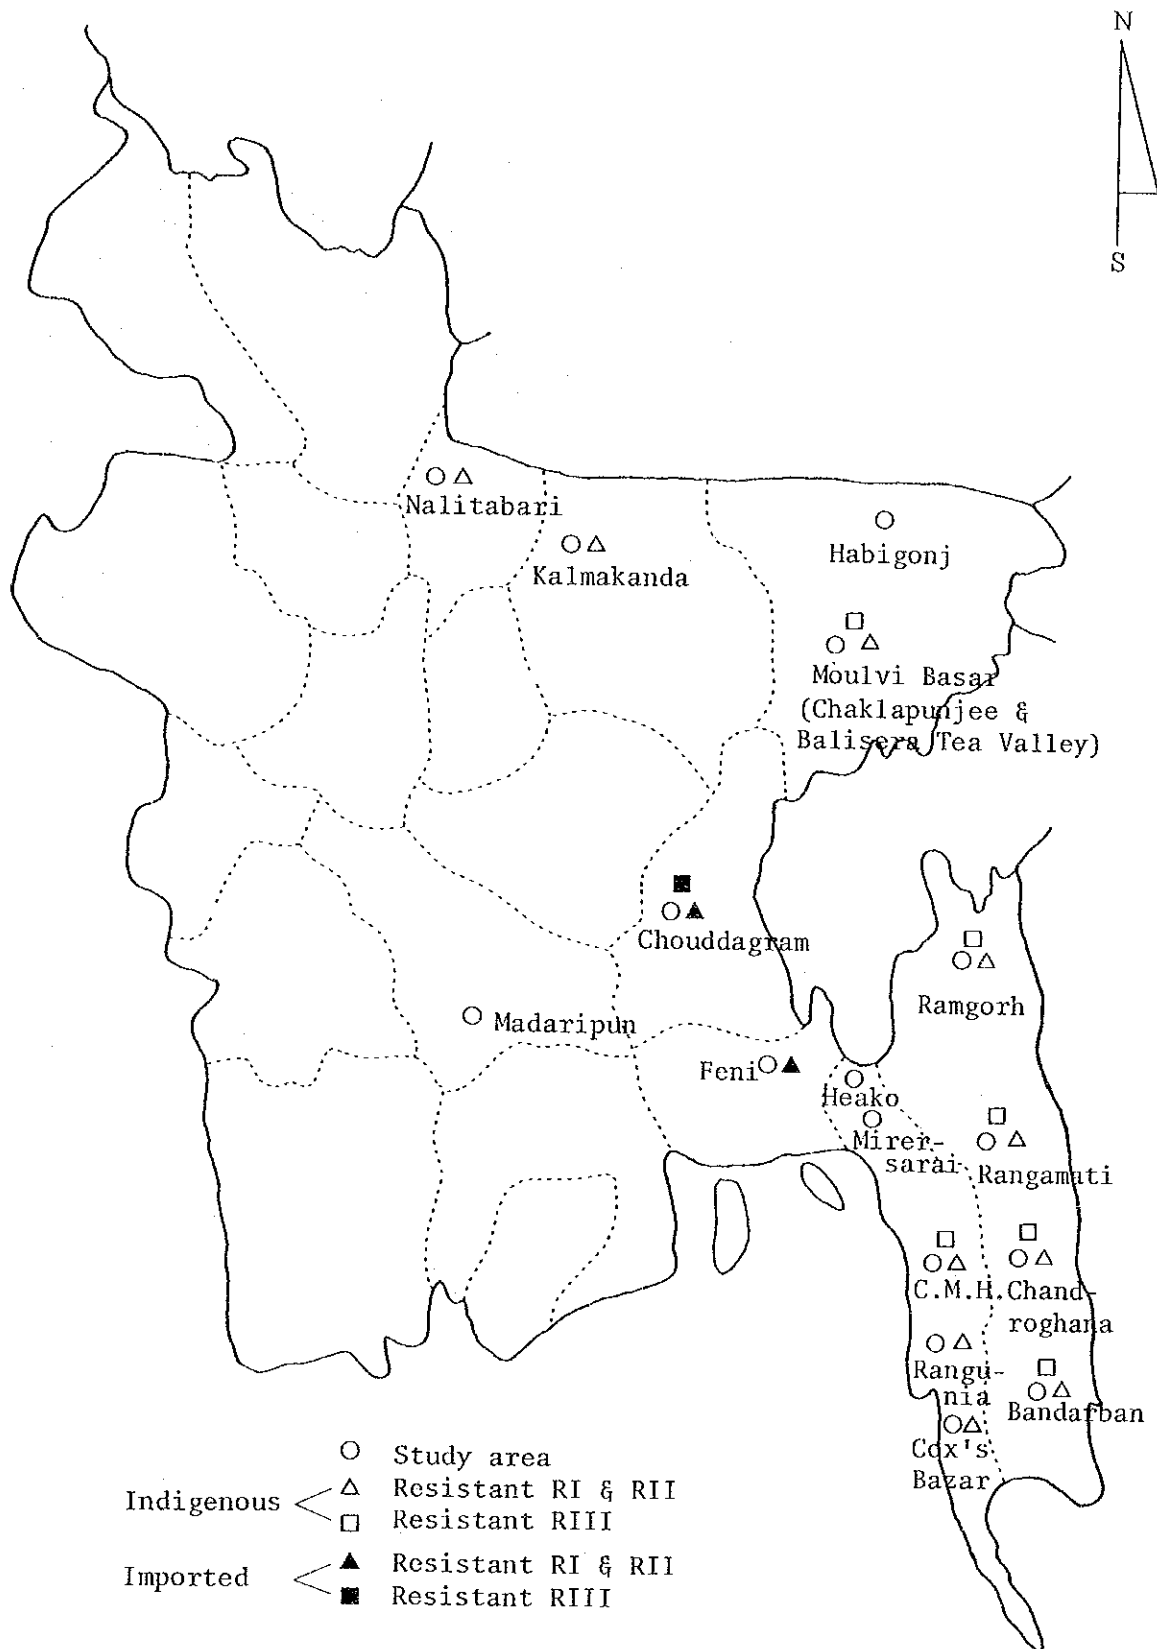 N
S
Nalitabari
Kalmakanda
Habigonj
Moulvi Basar
(Chaklapunjee &
Balisera Tea Valley)
Chouddagram
Ramgorh
Madaripun
Feni
Heako
Mirer-
sarai
Rangamati
C.M.H.
Chand-
roghana
Rangu-
nia
Bandarban
Cox's
Bazar
Study area
Indigenous
Resistant RI & RII
Resistant RIII
Imported
Resistant RI & RII
Resistant RIII